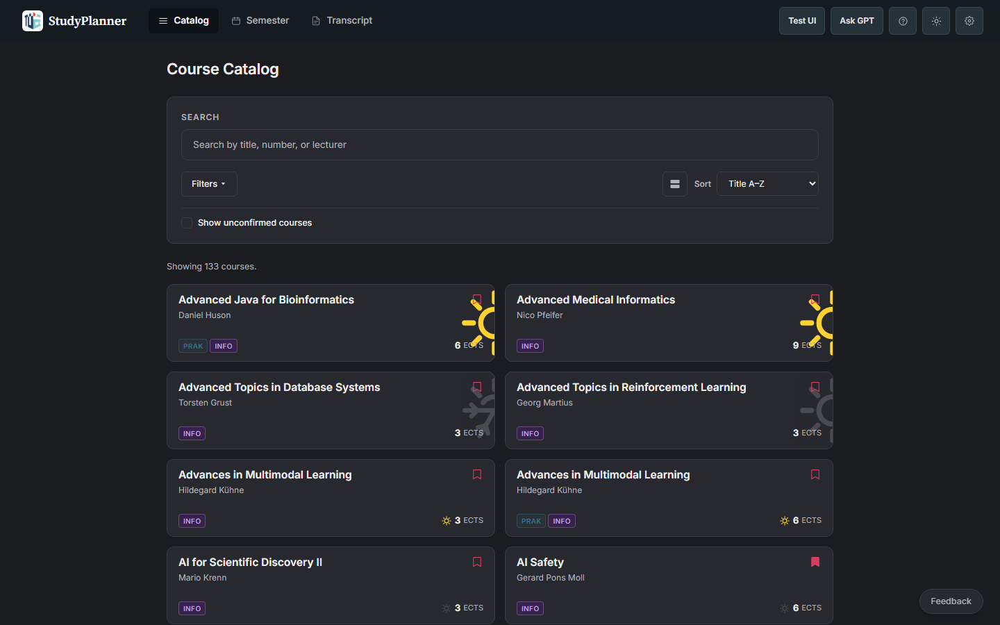 StudyPlanner
Catalog
Semester
Transcript
Test UI
Ask GPT
Course Catalog
SEARCH
Search by title, number, or lecturer
Filters
Sort
Title A–Z
Show unconfirmed courses
Showing 133 courses.
Advanced Java for Bioinformatics
Daniel Huson
PRAK INFO
6 ECTS
Advanced Medical Informatics
Nico Pfeifer
INFO
9 ECTS
Advanced Topics in Database Systems
Torsten Grust
INFO
3 ECTS
Advanced Topics in Reinforcement Learning
Georg Martius
INFO
3 ECTS
Advances in Multimodal Learning
Hildegard Kühne
INFO
3 ECTS
Advances in Multimodal Learning
Hildegard Kühne
PRAK INFO
6 ECTS
AI for Scientific Discovery II
Mario Krenn
INFO
3 ECTS
AI Safety
Gerard Pons Moll
INFO
6 ECTS
Feedback